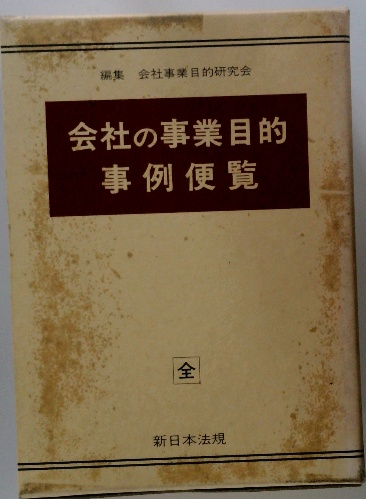 編集 会社事業目的研究会
会社の事業目的
事例便覧
全
新日本法規